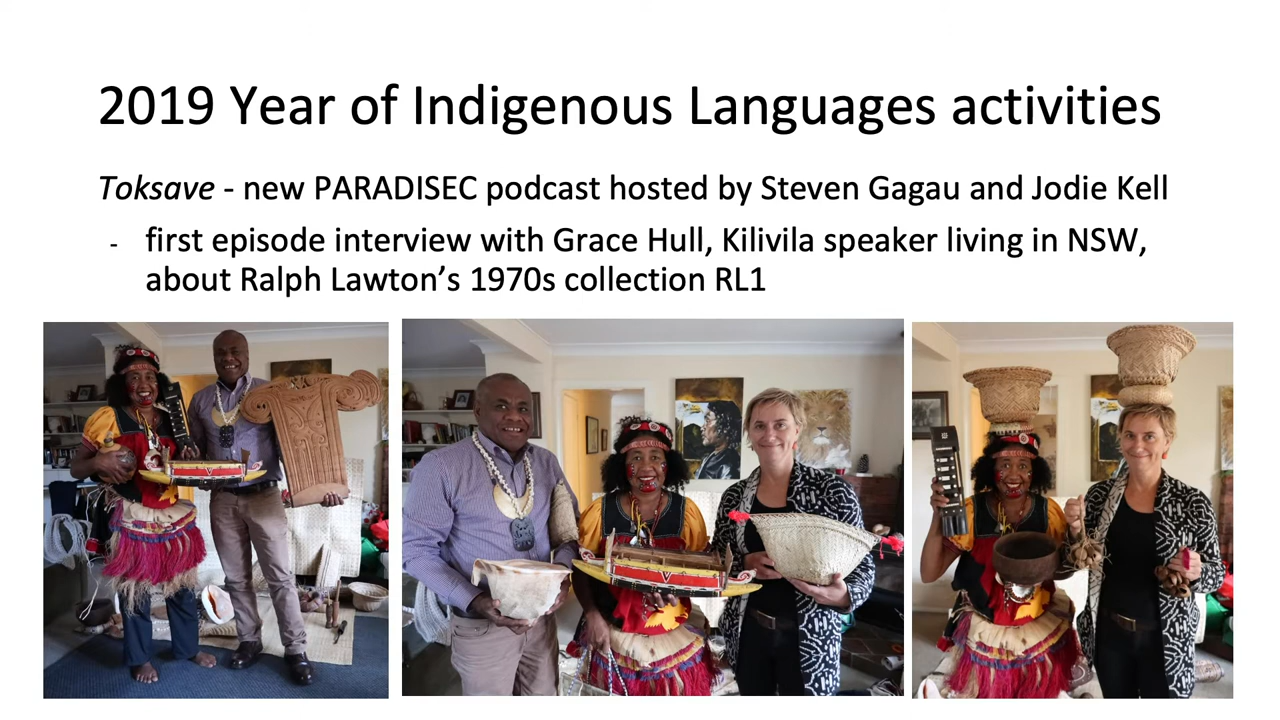 2019 Year of Indigenous Languages activities
Toksave - new PARADISEC podcast hosted by Steven Gagau and Jodie Kell
- first episode interview with Grace Hull, Kilivila speaker living in NSW,
about Ralph Lawton’s 1970s collection RL1